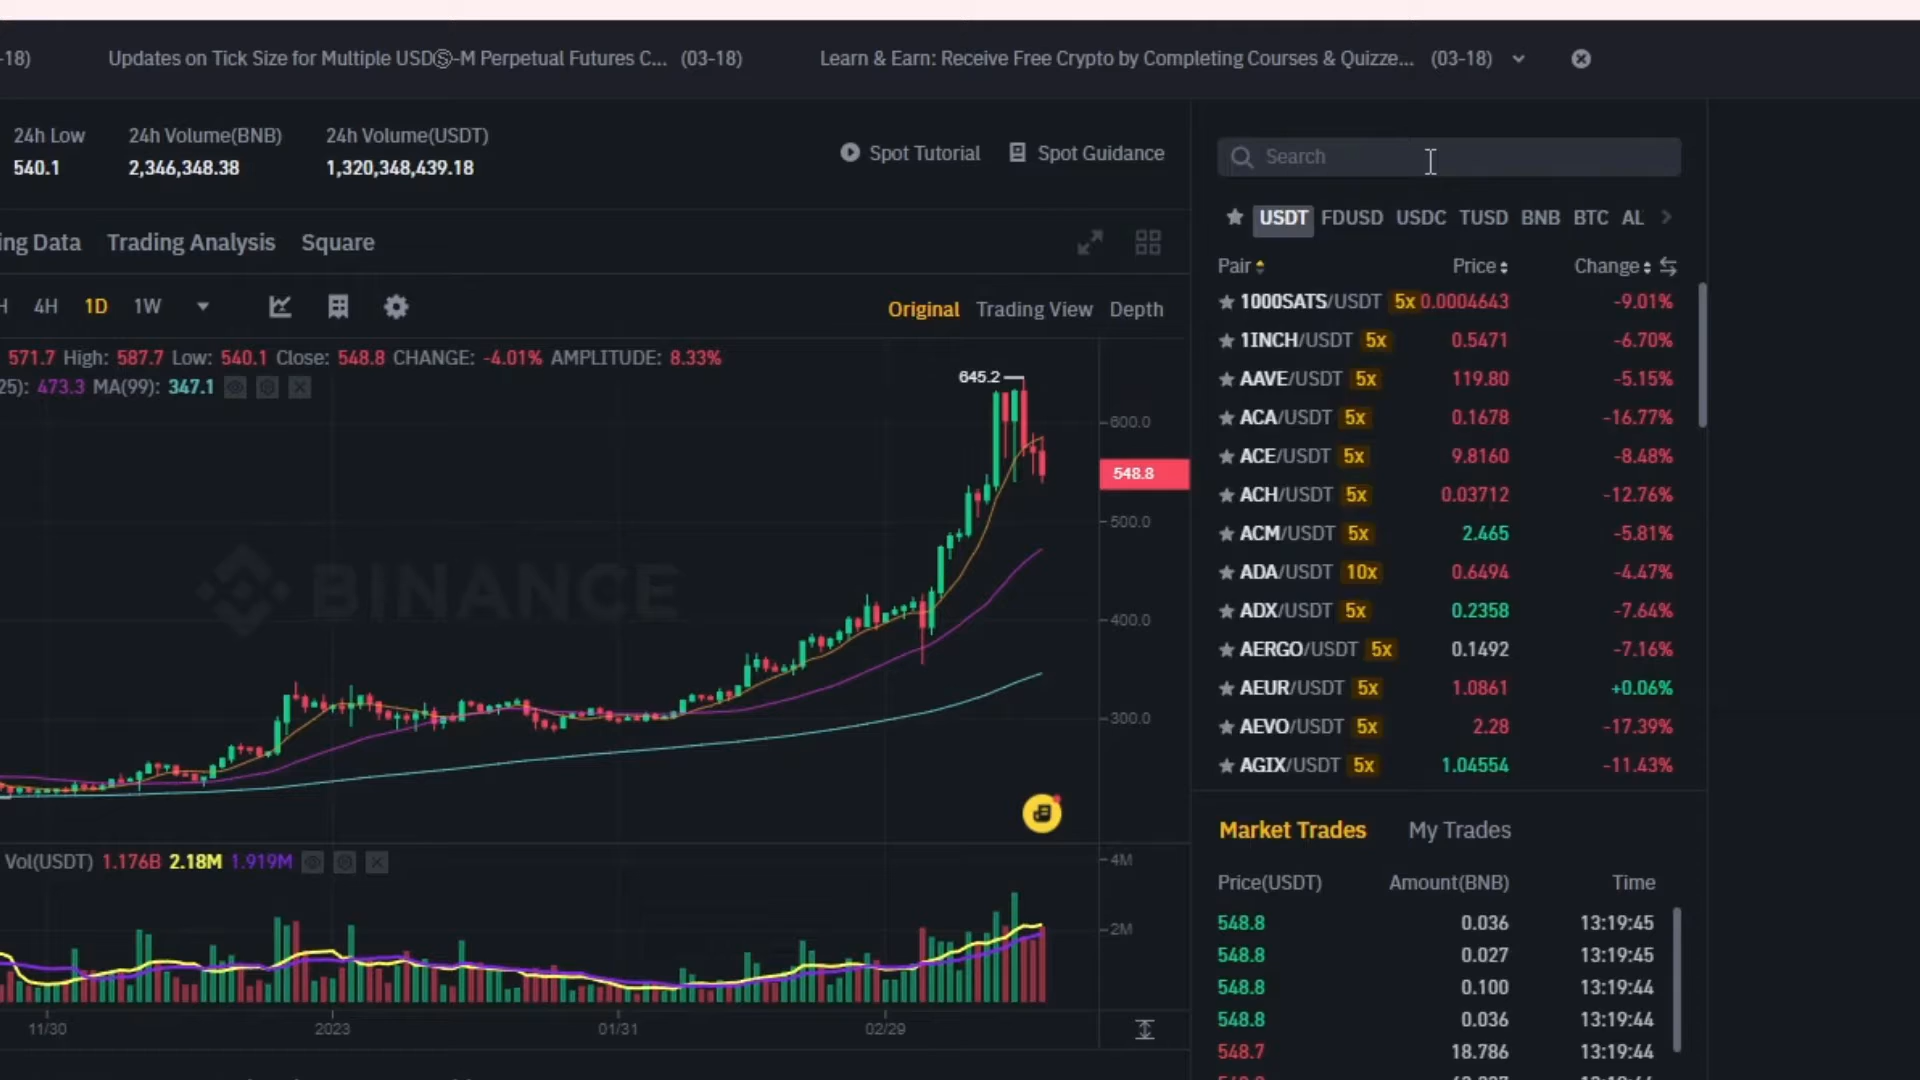 -18)
Updates on Tick Size for Multiple USDⓈ-M Perpetual Futures C... (03-18)
Learn & Earn: Receive Free Crypto by Completing Courses & Quizze... (03-18)
24h Low
540.1
24h Volume(BNB)
2,346,348.38
24h Volume(USDT)
1,320,348,439.18
Spot Tutorial
Spot Guidance
ing Data
Trading Analysis
Square
H 4H 1D 1W
Original Trading View Depth
571.7 High: 587.7 Low: 540.1 Close: 548.8 CHANGE: -4.01% AMPLITUDE: 8.33%
25): 473.3 MA(99): 347.1
645.2
600.0
548.8
500.0
400.0
300.0
BINANCE
Vol(USDT) 1.176B 2.18M 1.919M
4M
2M
11/30 2023 01/31 02/29
Search
USDT FDUSD USDC TUSD BNB BTC AL
Pair Price Change
1000SATS/USDT 5x 0.0004643 -9.01%
1INCH/USDT 5x 0.5471 -6.70%
AAVE/USDT 5x 119.80 -5.15%
ACA/USDT 5x 0.1678 -16.77%
ACE/USDT 5x 9.8160 -8.48%
ACH/USDT 5x 0.03712 -12.76%
ACM/USDT 5x 2.465 -5.81%
ADA/USDT 10x 0.6494 -4.47%
ADX/USDT 5x 0.2358 -7.64%
AERGO/USDT 5x 0.1492 -7.16%
AEUR/USDT 5x 1.0861 +0.06%
AEVO/USDT 5x 2.28 -17.39%
AGIX/USDT 5x 1.04554 -11.43%
Market Trades My Trades
Price(USDT) Amount(BNB) Time
548.8 0.036 13:19:45
548.8 0.027 13:19:45
548.8 0.100 13:19:44
548.8 0.036 13:19:44
548.7 18.786 13:19:44